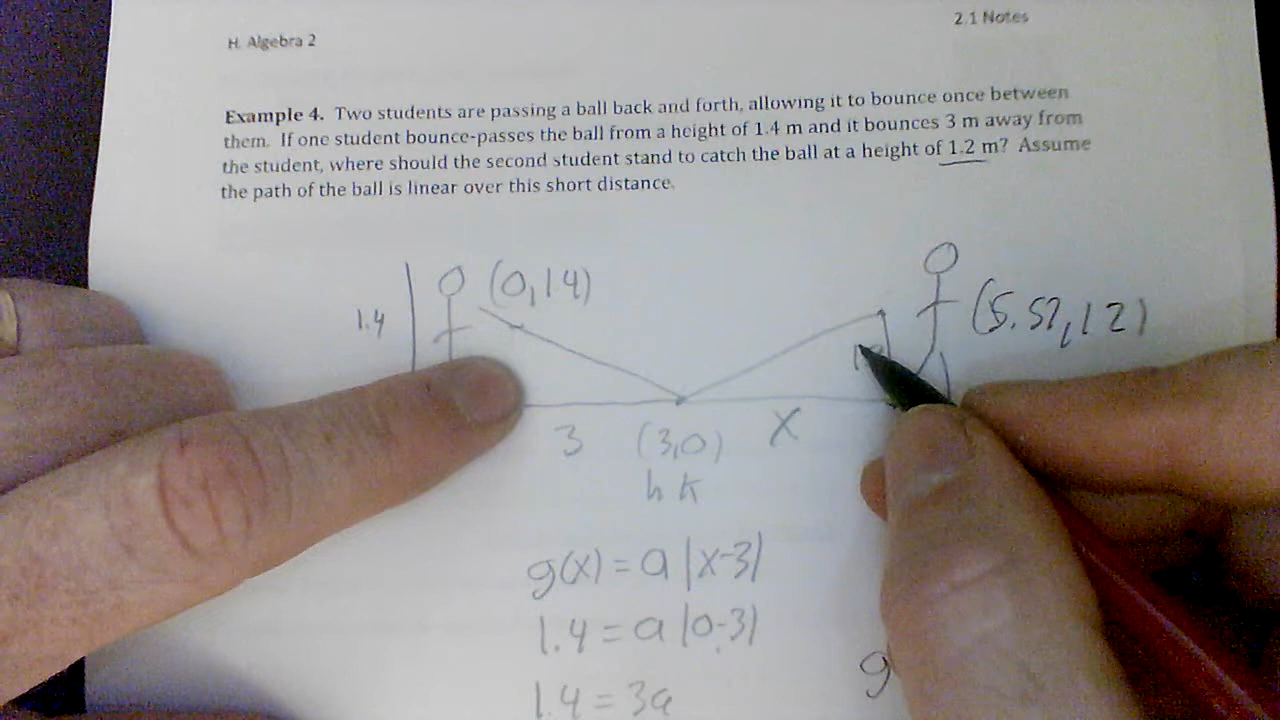 2.1 Notes
H. Algebra 2
Example 4. Two students are passing a ball back and forth, allowing it to bounce once between
them. If one student bounce-passes the ball from a height of 1.4 m and it bounces 3 m away from
the student, where should the second student stand to catch the ball at a height of 1.2 m? Assume
the path of the ball is linear over this short distance.
(0,1.4)
1.4
(5.57,1.2)
3 (3,0) x
h k
g(x) = a |x-3|
1.4 = a |0-3|
1.4 = 3a
g